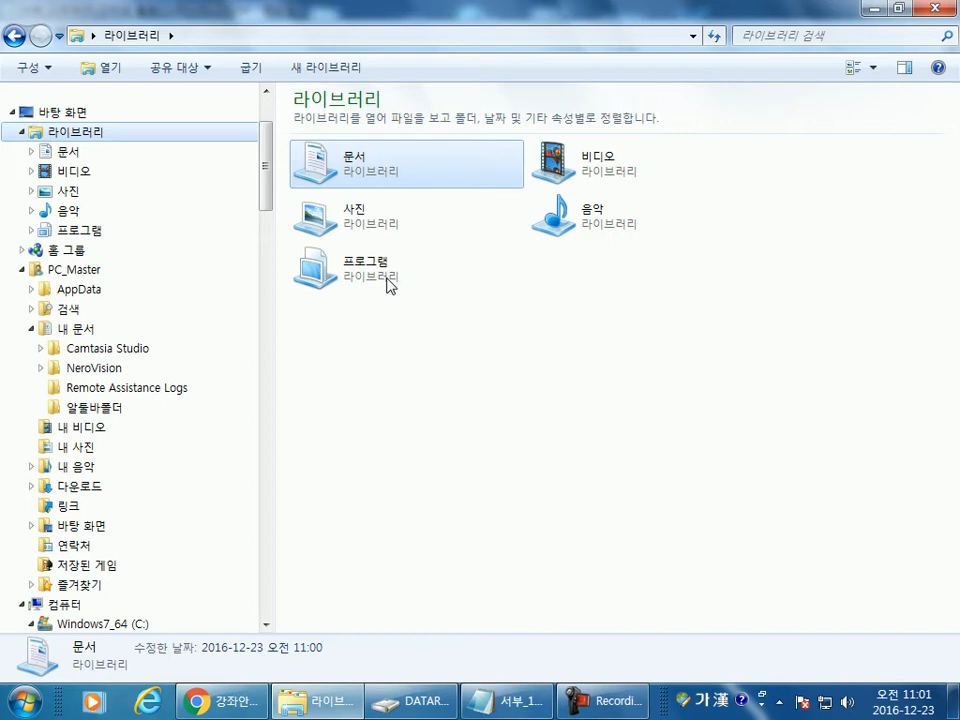 라이브러리
라이브러리 검색
구성 열기 공유 대상 굽기 새 라이브러리
바탕 화면
라이브러리
문서
비디오
사진
음악
프로그램
홈 그룹
PC_Master
AppData
검색
내 문서
Camtasia Studio
NeroVision
Remote Assistance Logs
알툴바폴더
내 비디오
내 사진
내 음악
다운로드
링크
바탕 화면
연락처
저장된 게임
즐겨찾기
컴퓨터
Windows7_64 (C:)
라이브러리
라이브러리를 열어 파일을 보고 폴더, 날짜 및 기타 속성별로 정렬합니다.
문서
라이브러리
비디오
라이브러리
사진
라이브러리
음악
라이브러리
프로그램
라이브러리
문서 수정한 날짜: 2016-12-23 오전 11:00
라이브러리
강좌안... 라이브... DATAR... 서부_1... Recordi... 가 漢
오전 11:01
2016-12-23